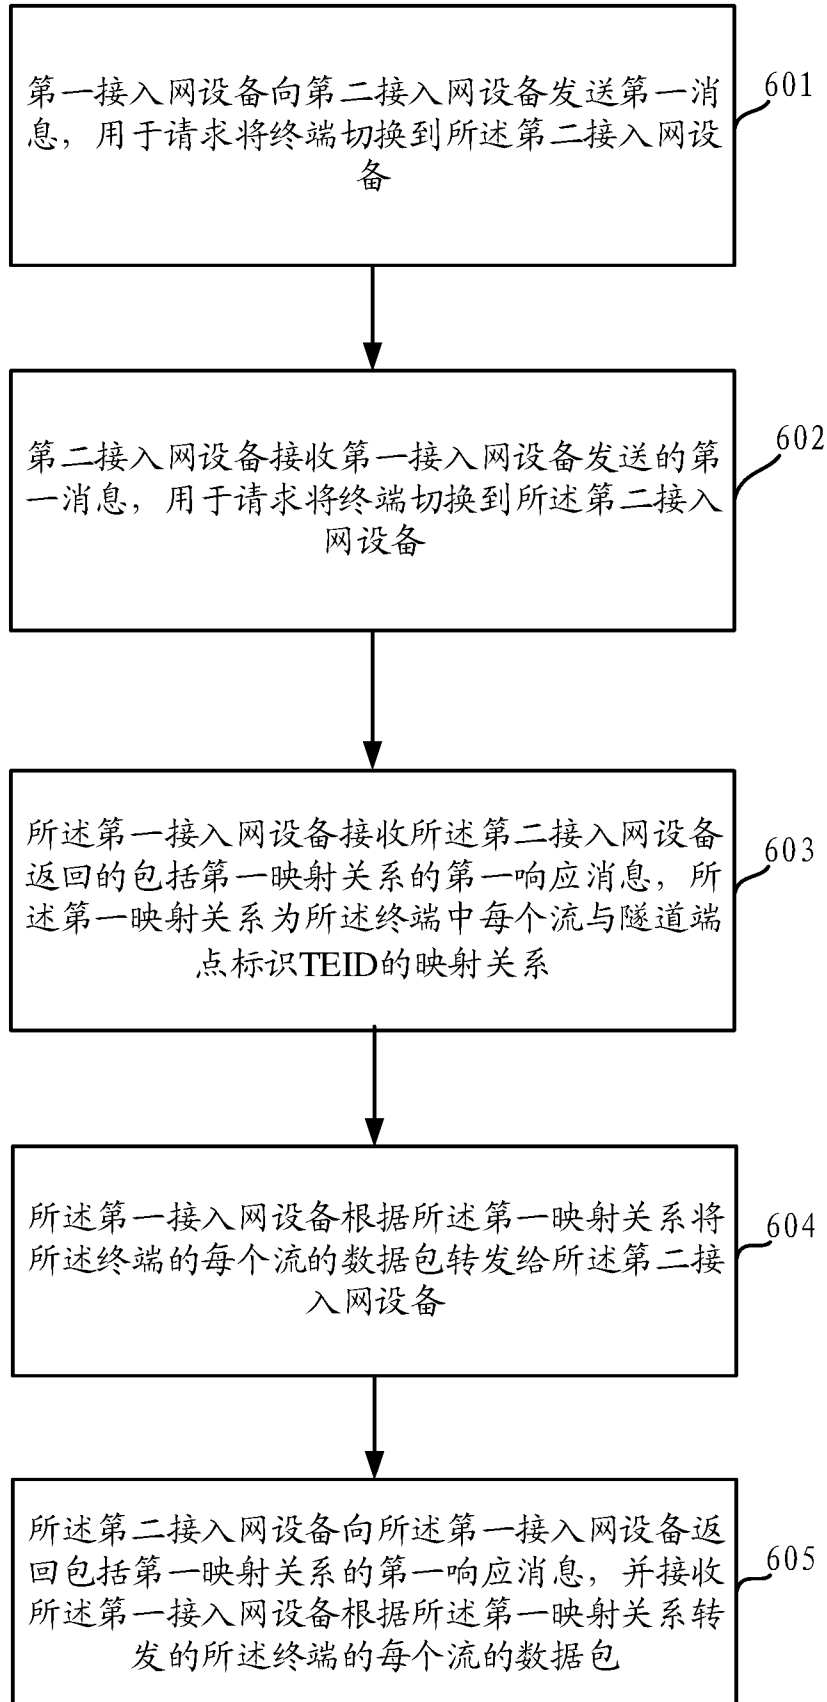 第一接入网设备向第二接入网设备发送第一消
息，用于请求将终端切换到所述第二接入网设
备
601
第二接入网设备接收第一接入网设备发送的第
一消息，用于请求将终端切换到所述第二接入
网设备
602
所述第一接入网设备接收所述第二接入网设备
返回的包括第一映射关系的第一响应消息，所
述第一映射关系为所述终端中每个流与隧道端
点标识TEID的映射关系
603
所述第一接入网设备根据所述第一映射关系将
所述终端的每个流的数据包转发给所述第二接
入网设备
604
所述第二接入网设备向所述第一接入网设备返
回包括第一映射关系的第一响应消息，并接收
所述第一接入网设备根据所述第一映射关系转
发的所述终端的每个流的数据包
605